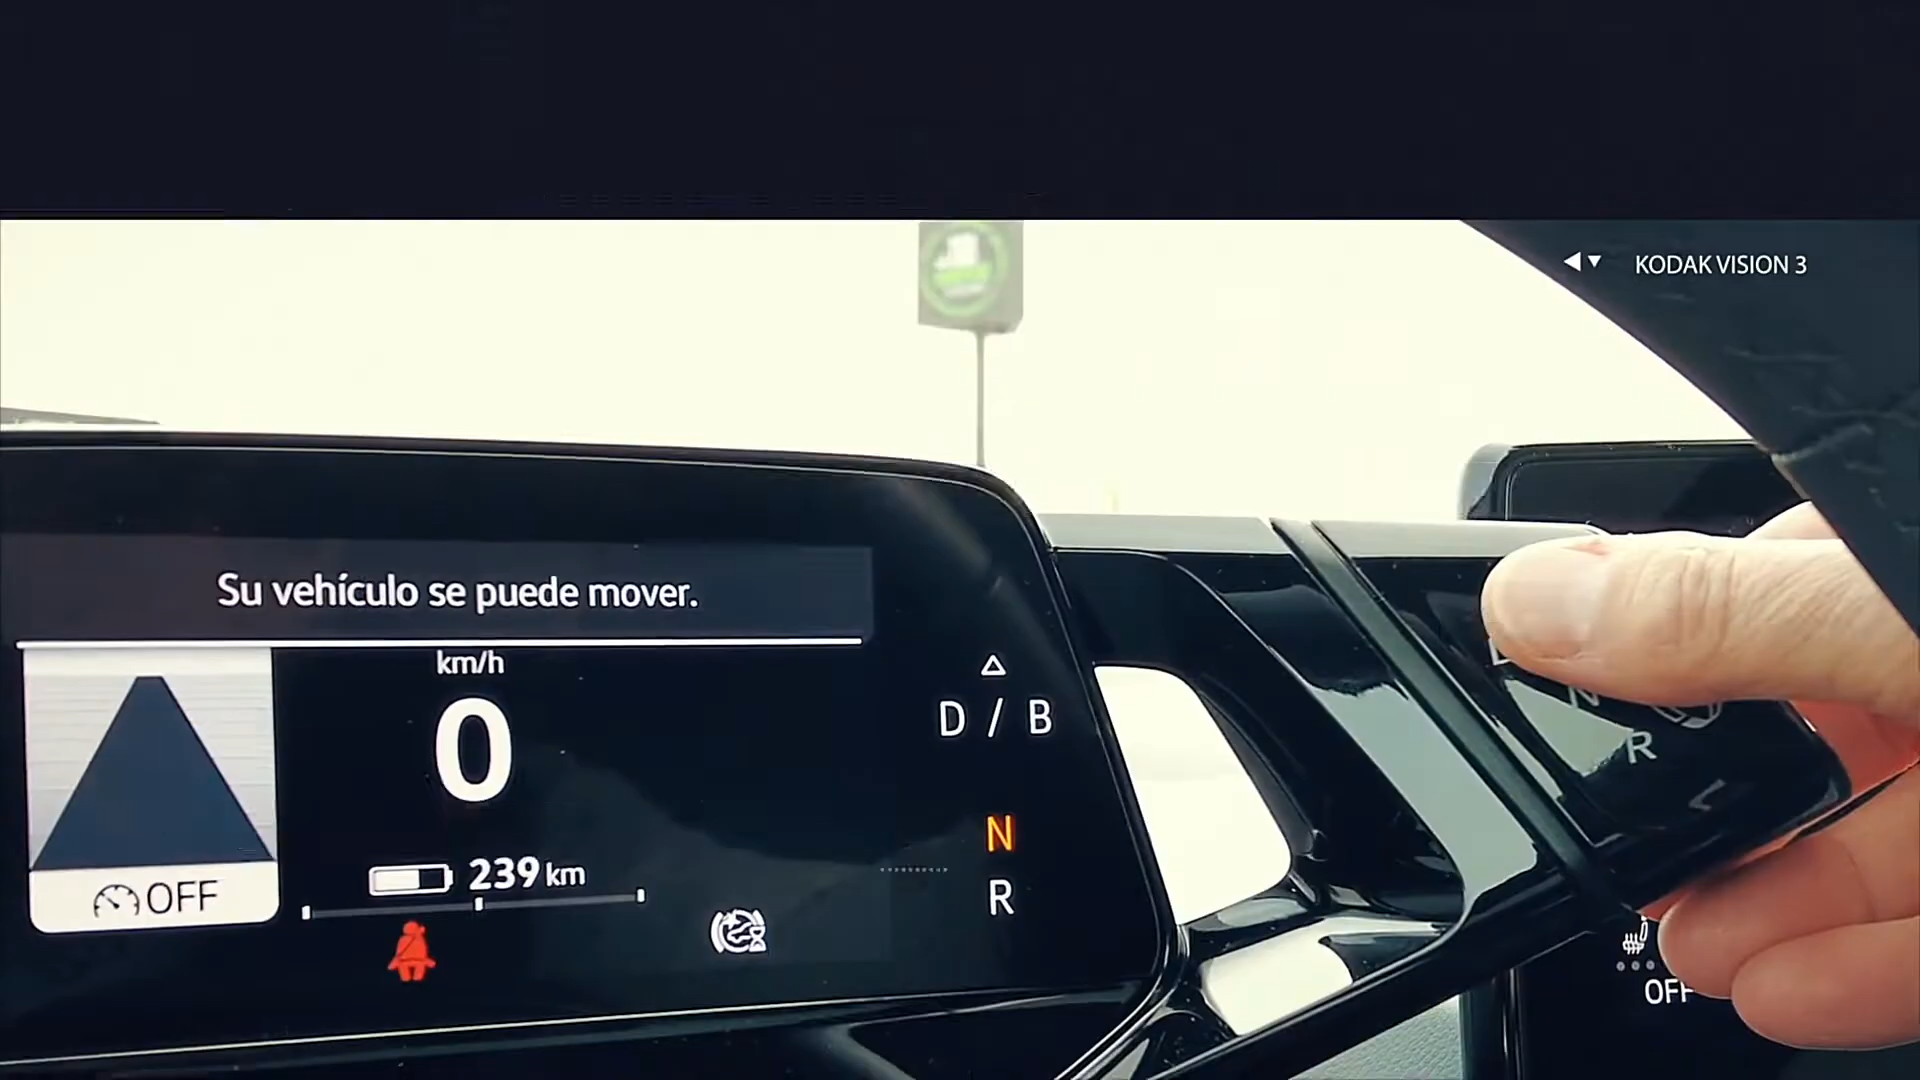 KODAK VISION 3
Su vehículo se puede mover.
km/h
0
D / B
N
R
239 km
OFF
N
R
OFF